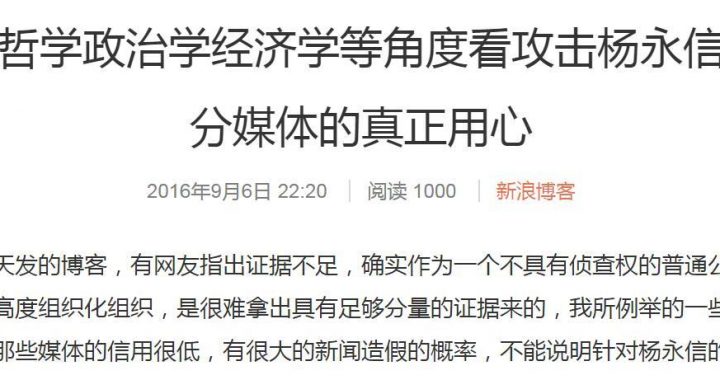 哲学政治学经济学等角度看攻击杨永信
分媒体的真正用心
2016年9月6日 22:20 阅读 1000 新浪博客
天发的博客，有网友指出证据不足，确实作为一个不具有侦查权的普通公
高度组织化组织，是很难拿出具有足够分量的证据来的，我所例举的一些
那些媒体的信用很低，有很大的新闻造假的概率，不能说明针对杨永信的